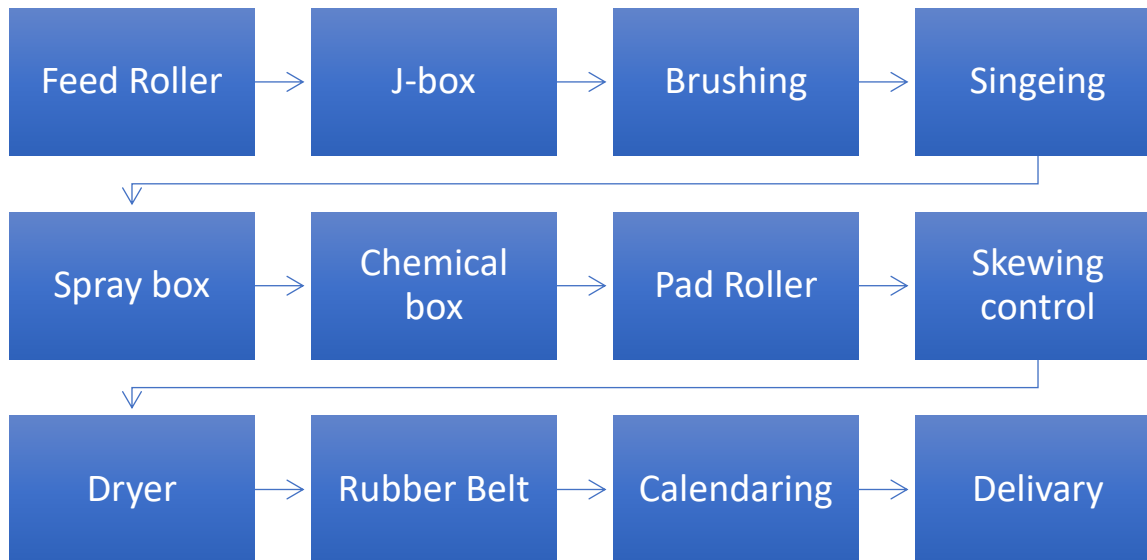 Feed Roller
J-box
Brushing
Singeing
Spray box
Chemical
box
Pad Roller
Skewing
control
Dryer
Rubber Belt
Calendaring
Delivary